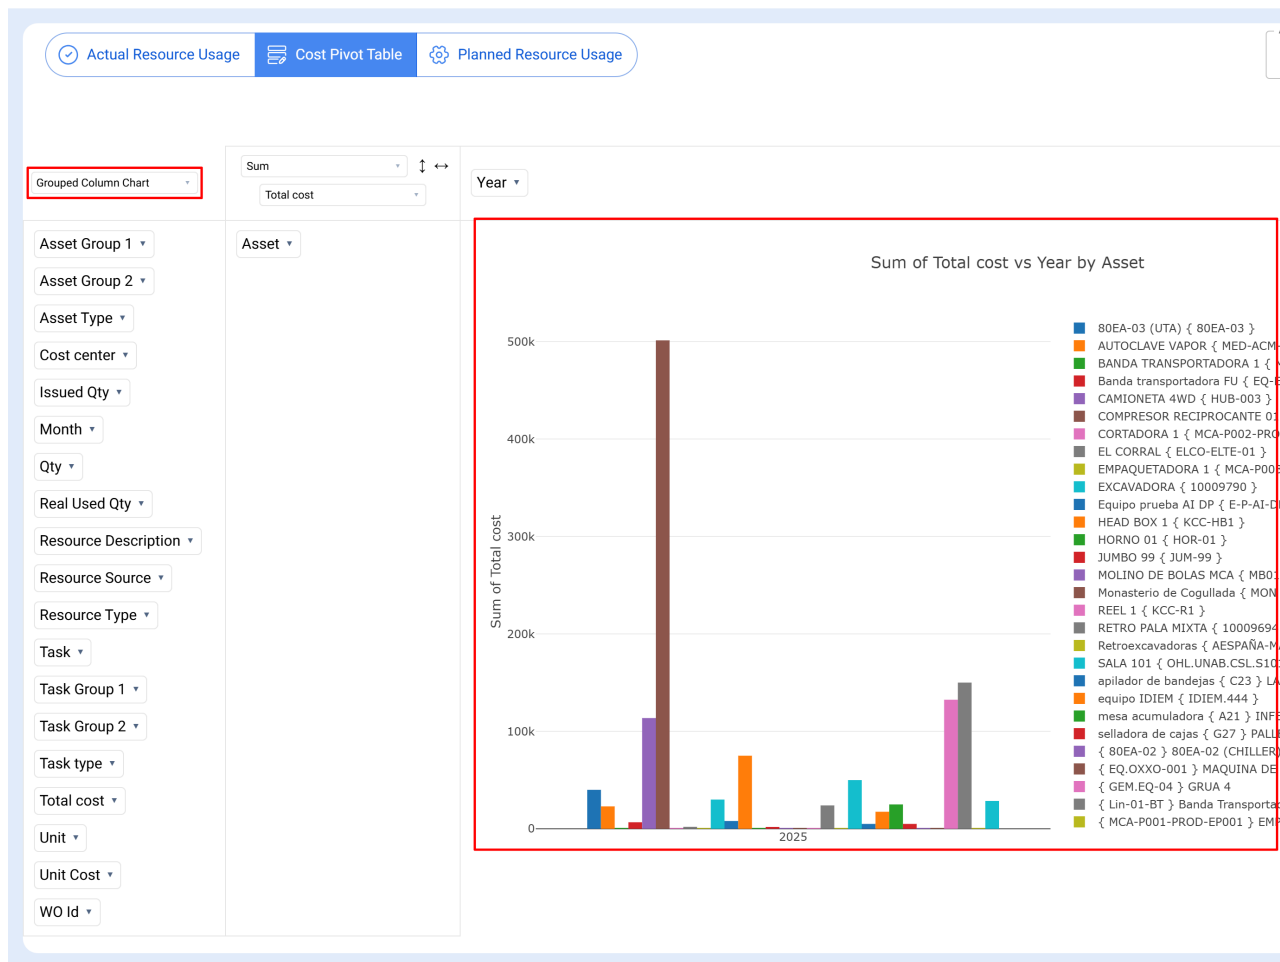 Actual Resource Usage
Cost Pivot Table
Planned Resource Usage
Grouped Column Chart
Sum
Total cost
Year
Asset Group 1
Asset Group 2
Asset Type
Cost center
Issued Qty
Month
Qty
Real Used Qty
Resource Description
Resource Source
Resource Type
Task
Task Group 1
Task Group 2
Task type
Total cost
Unit
Unit Cost
WO Id
Asset
Sum of Total cost vs Year by Asset
Sum of Total cost
500k
400k
300k
200k
100k
0
2025
80EA-03 (UTA) { 80EA-03 }
AUTOCLAVE VAPOR { MED-ACM-
BANDA TRANSPORTADORA 1 {
Banda transportadora FU { EQ-
CAMIONETA 4WD { HUB-003 }
COMPRESOR RECIPROCANTE 01
CORTADORA 1 { MCA-P002-PRO
EL CORRAL { ELCO-ELTE-01 }
EMPAQUETADORA 1 { MCA-P003
EXCAVADORA { 10009790 }
Equipo prueba AI DP { E-P-AI-D
HEAD BOX 1 { KCC-HB1 }
HORNO 01 { HOR-01 }
JUMBO 99 { JUM-99 }
MOLINO DE BOLAS MCA { MB01
Monasterio de Cogullada { MON
REEL 1 { KCC-R1 }
RETRO PALA MIXTA { 10009694
Retroexcavadoras { AESPAÑA-MA
SALA 101 { OHL.UNAB.CSL.S101
apilador de bandejas { C23 } LA
equipo IDIEM { IDIEM.444 }
mesa acumuladora { A21 } INFE
selladora de cajas { G27 } PALLE
{ 80EA-02 } 80EA-02 (CHILLER)
{ EQ.OXXO-001 } MAQUINA DE
{ GEM.EQ-04 } GRUA 4
{ Lin-01-BT } Banda Transportad
{ MCA-P001-PROD-EP001 } EMP